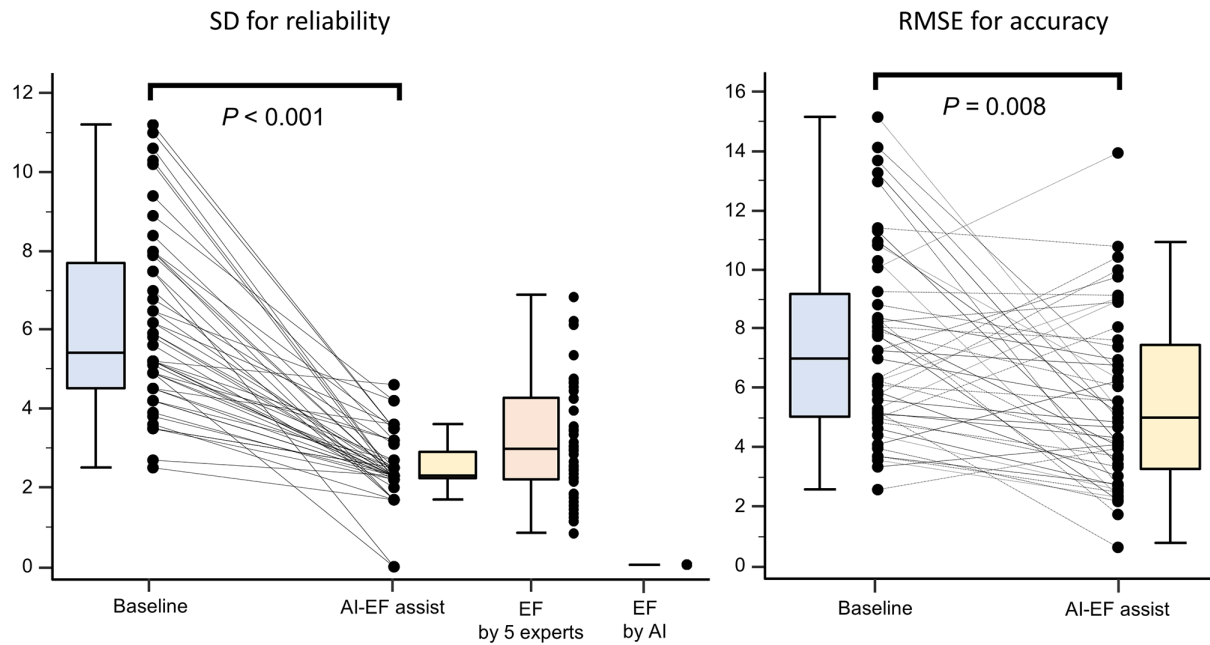 SD for reliability
12
10
8
6
4
2
0
P < 0.001
Baseline
AI-EF assist
EF
by 5 experts
EF
by AI
RMSE for accuracy
16
14
12
10
8
6
4
2
0
P = 0.008
Baseline
AI-EF assist